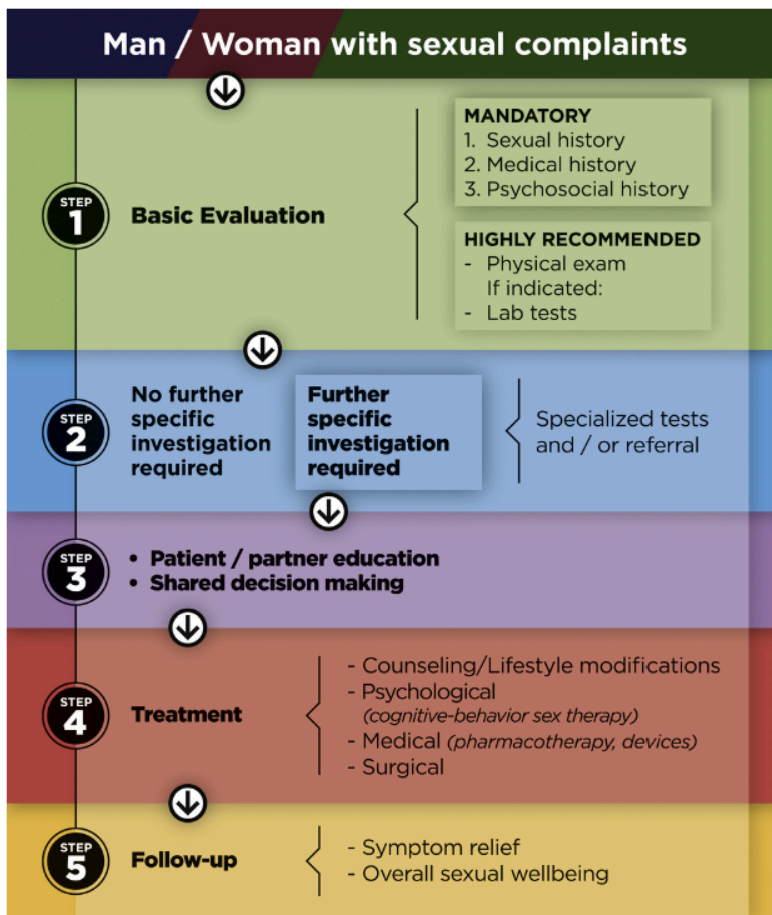 Man / Woman with sexual complaints
MANDATORY
1. Sexual history
2. Medical history
3. Psychosocial history
STEP
1
Basic Evaluation
HIGHLY RECOMMENDED
- Physical exam
If indicated:
- Lab tests
STEP
2
No further
specific
investigation
required
Further
specific
investigation
required
Specialized tests
and / or referral
STEP
3
• Patient / partner education
• Shared decision making
STEP
4
Treatment
- Counseling/Lifestyle modifications
- Psychological
(cognitive-behavior sex therapy)
- Medical (pharmacotherapy, devices)
- Surgical
STEP
5
Follow-up
- Symptom relief
- Overall sexual wellbeing